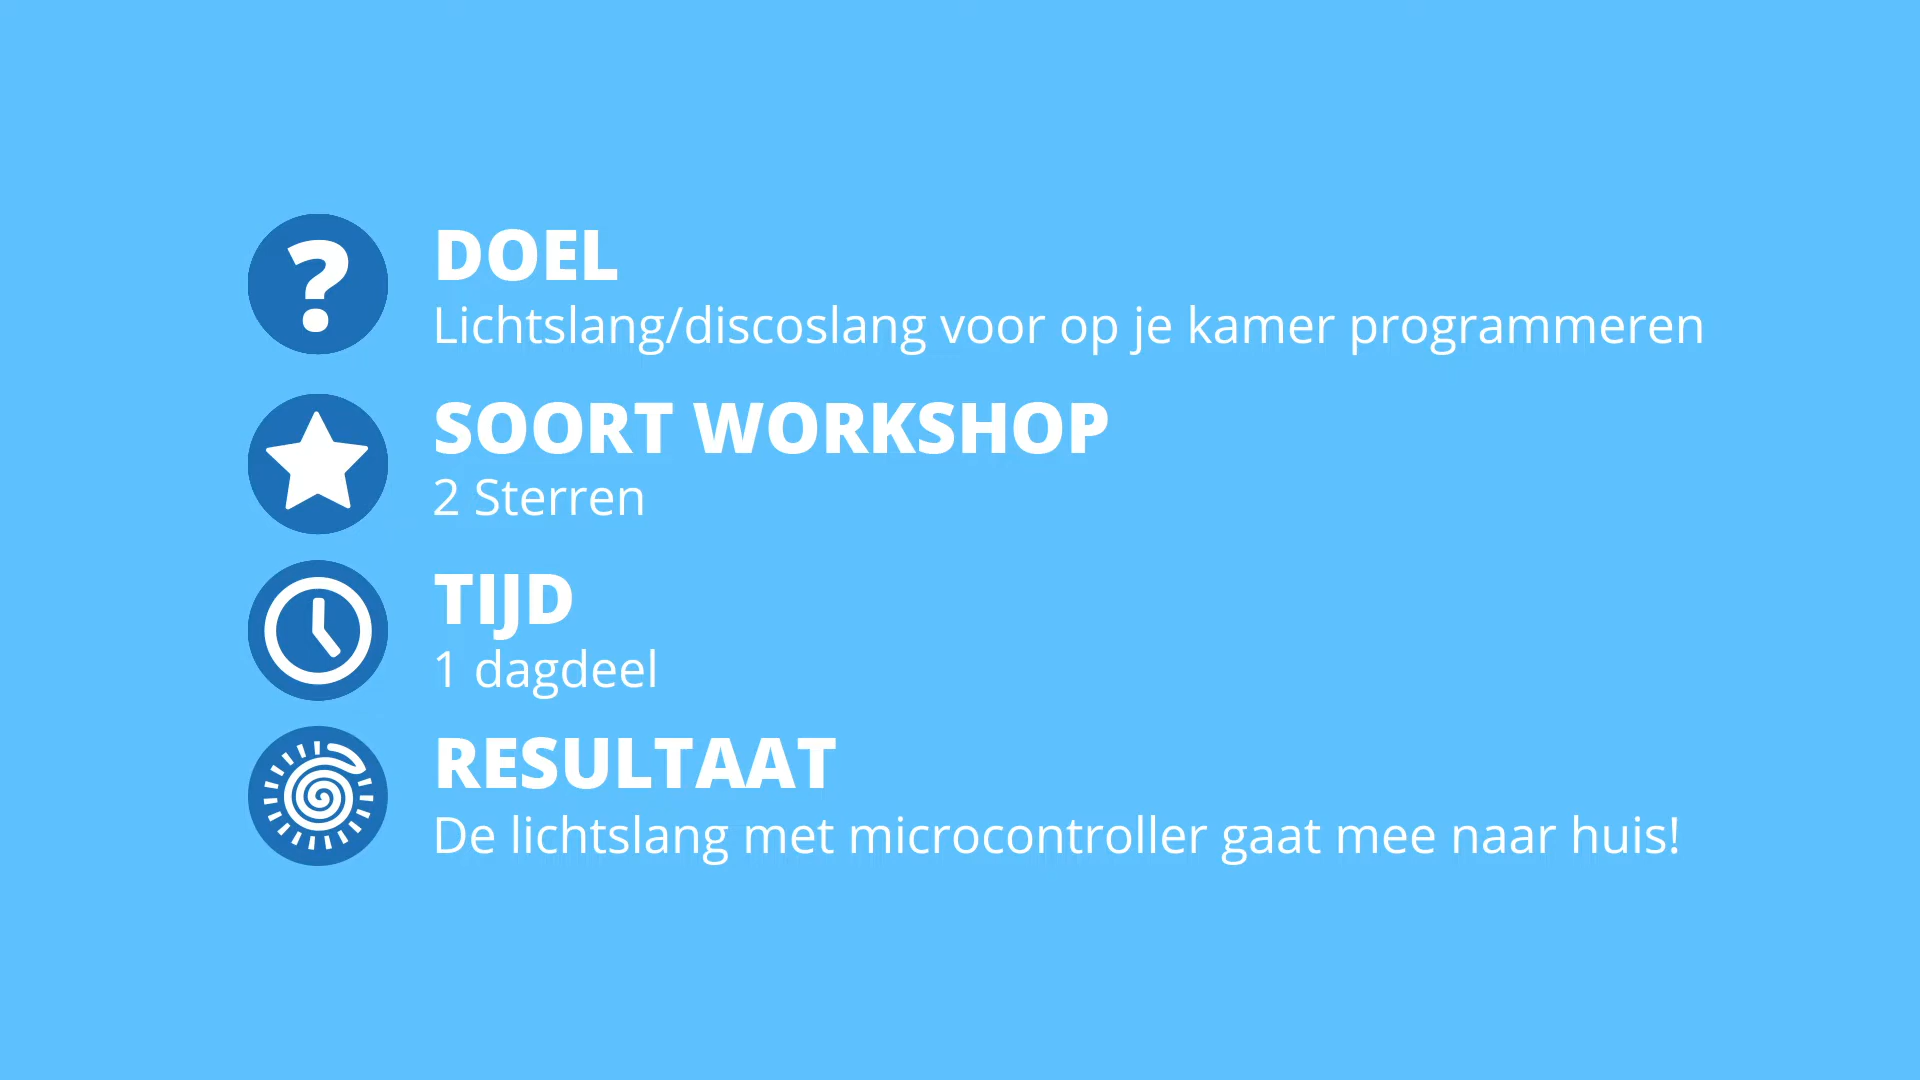 DOEL
Lichtslang/discoslang voor op je kamer programmeren
SOORT WORKSHOP
2 Sterren
TIJD
1 dagdeel
RESULTAAT
De lichtslang met microcontroller gaat mee naar huis!